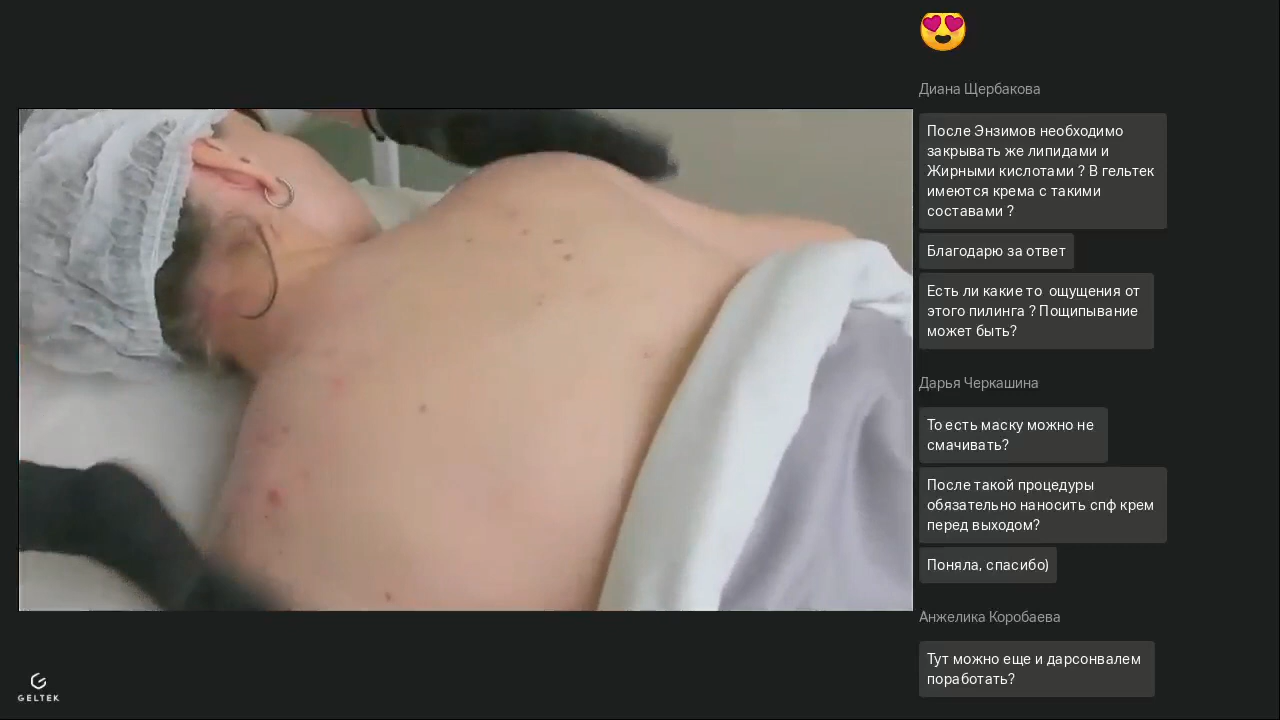 Диана Щербакова
После Энзимов необходимо
закрывать же липидами и
Жирными кислотами ? В гельтек
имеются крема с такими
составами ?
Благодарю за ответ
Есть ли какие то  ощущения от
этого пилинга ? Пощипывание
может быть?
Дарья Черкашина
То есть маску можно не
смачивать?
После такой процедуры
обязательно наносить спф крем
перед выходом?
Поняла, спасибо)
Анжелика Коробаева
Тут можно еще и дарсонвалем
поработать?
GELTEK